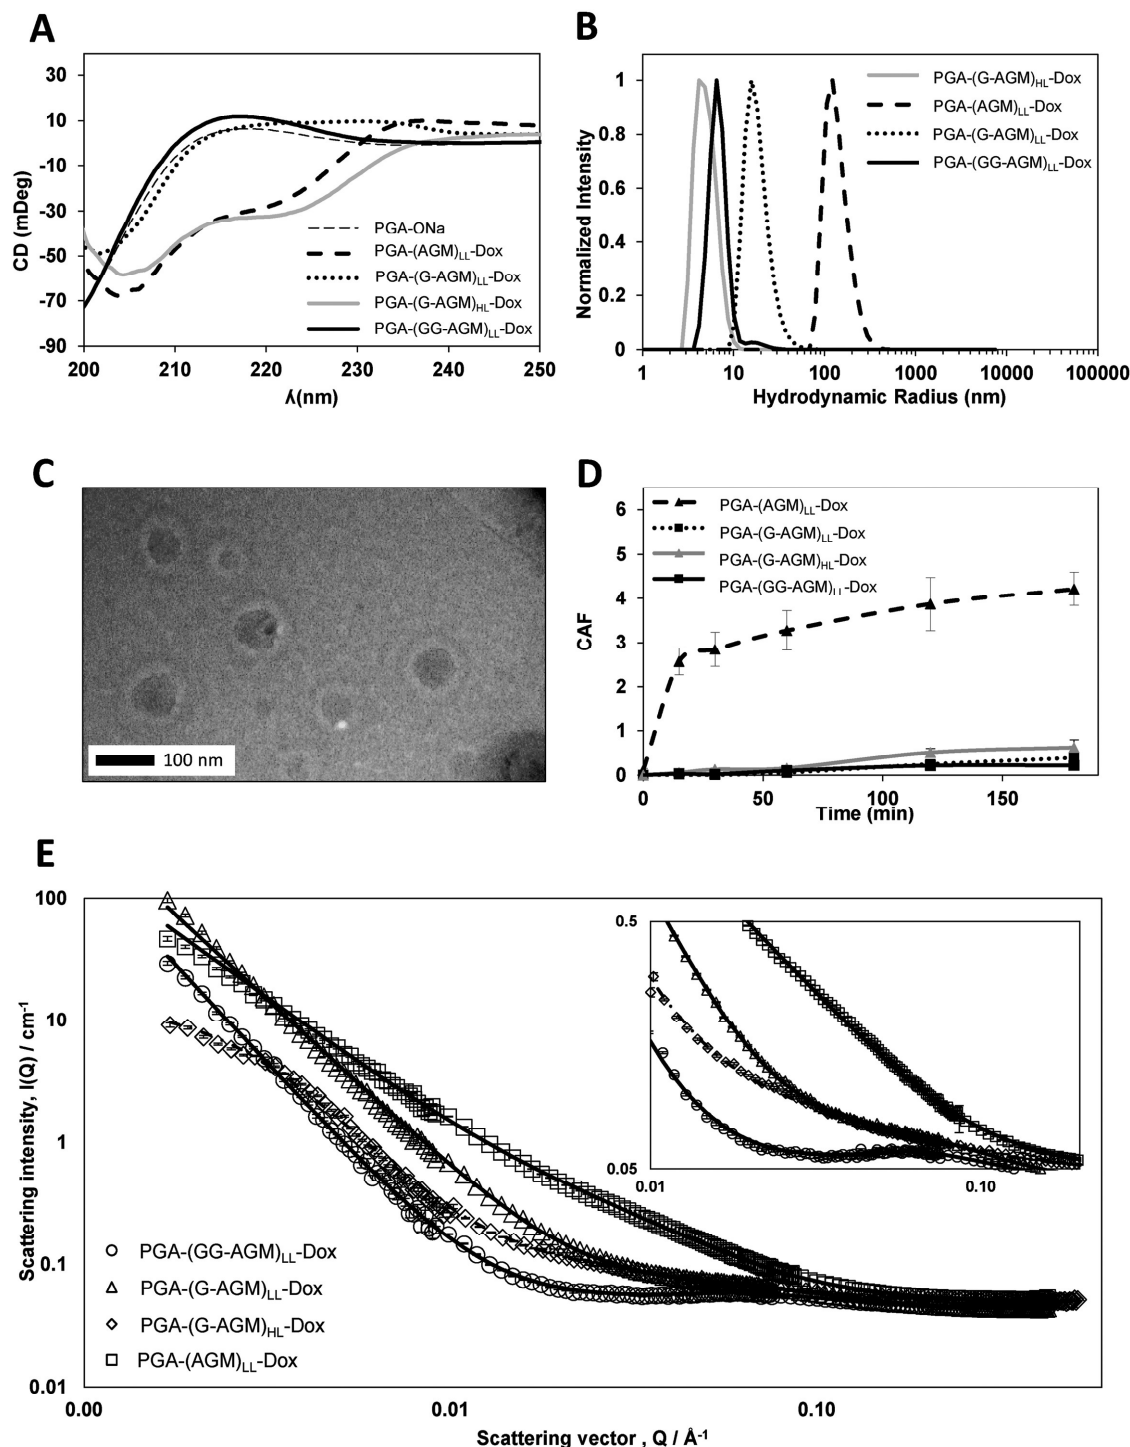 A
30
10
-10
-30
-50
-70
-90
CD (mDeg)
200 210 220 230 240 250
λ(nm)
PGA-ONa
PGA-(AGM)LL-Dox
PGA-(G-AGM)LL-Dox
PGA-(G-AGM)HL-Dox
PGA-(GG-AGM)LL-Dox
B
1
0.8
0.6
0.4
0.2
0
Normalized Intensity
1 10 100 1000 10000 100000
Hydrodynamic Radius (nm)
PGA-(G-AGM)HL-Dox
PGA-(AGM)LL-Dox
PGA-(G-AGM)LL-Dox
PGA-(GG-AGM)LL-Dox
C
100 nm
D
6
5
4
3
2
1
0
CAF
0 50 100 150
Time (min)
PGA-(AGM)LL-Dox
PGA-(G-AGM)LL-Dox
PGA-(G-AGM)HL-Dox
PGA-(GG-AGM)LL-Dox
E
100
10
1
0.1
0.01
Scattering intensity, I(Q) / cm-1
0.00 0.01 0.10
Scattering vector , Q / Å-1
PGA-(GG-AGM)LL-Dox
PGA-(G-AGM)LL-Dox
PGA-(G-AGM)HL-Dox
PGA-(AGM)LL-Dox
0.5
0.05
0.01 0.10